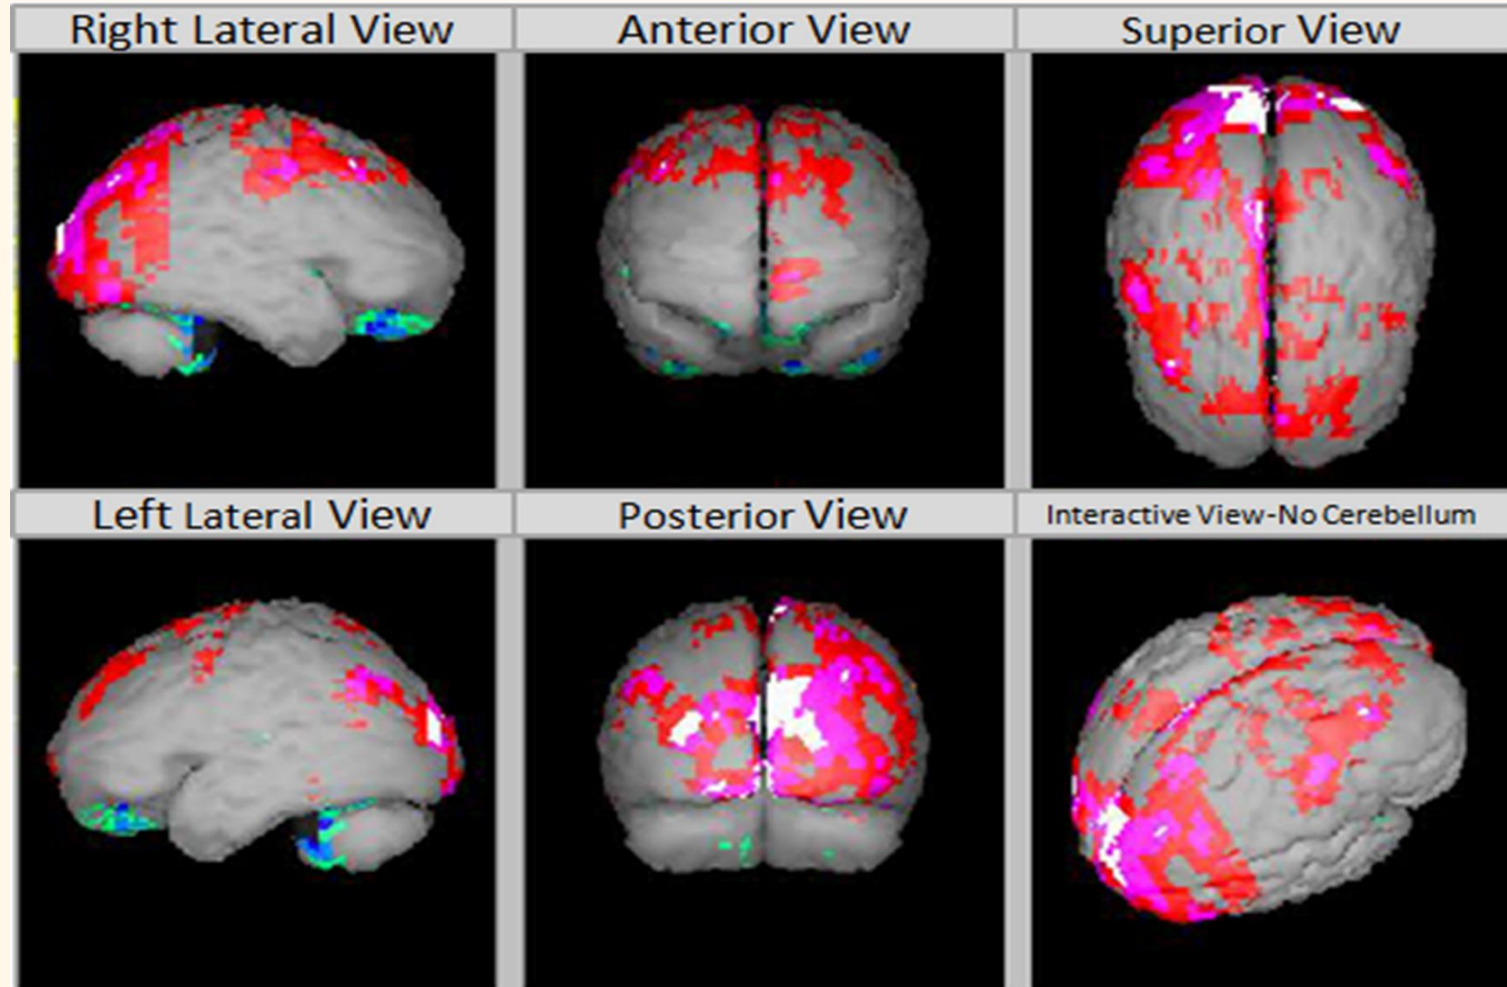 Right Lateral View
Anterior View
Superior View
Left Lateral View
Posterior View
Interactive View-No Cerebellum